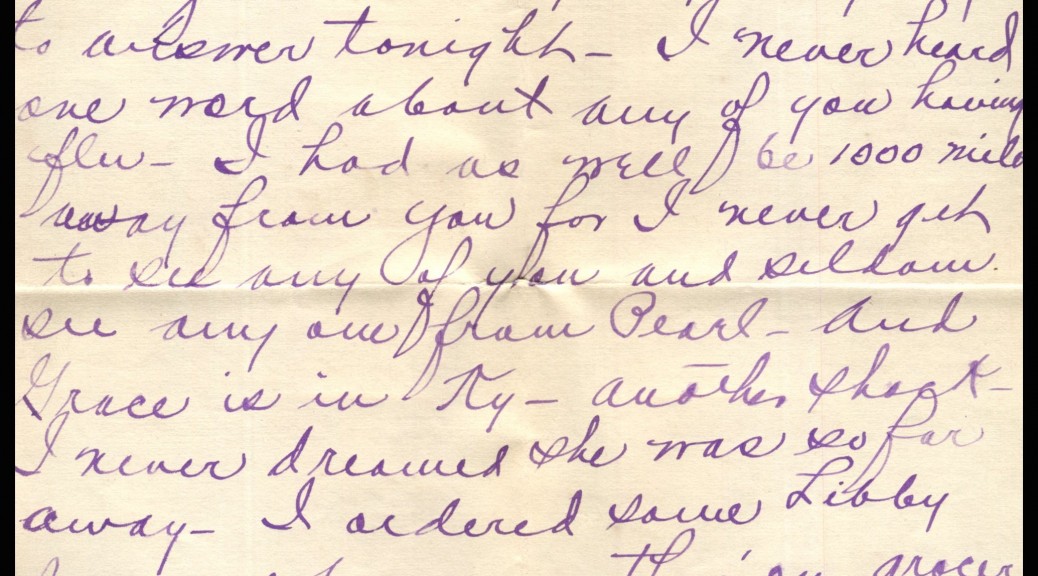 to answer tonight - I never heard
one word about any of you having
flu - I had as well be 1000 mile
away from you for I never get
to see any of you and seldom.
see any one from Pearl - And
Grace is in Ky - another shock -
I never dreamed she was so far
away - I ordered some Libby
grocer